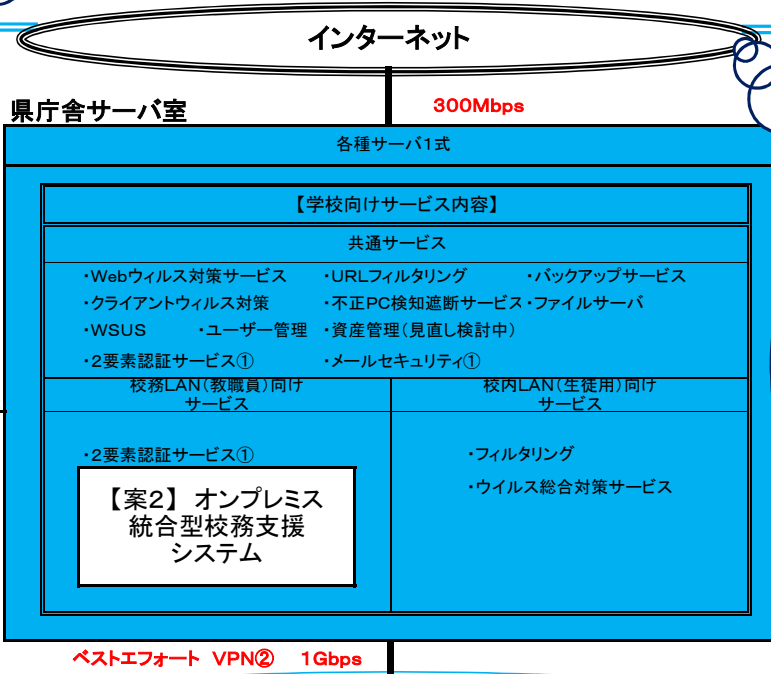 インターネット
県庁舎サーバ室
300Mbps
各種サーバ1式
【学校向けサービス内容】
共通サービス
・Webウィルス対策サービス ・URLフィルタリング ・バックアップサービス
・クライアントウィルス対策 ・不正PC検知遮断サービス ・ファイルサーバ
・WSUS ・ユーザー管理 ・資産管理(見直し検討中)
・2要素認証サービス① ・メールセキュリティ①
校務LAN(教職員)向け
サービス
・2要素認証サービス①
【案2】 オンプレミス
統合型校務支援
システム
校内LAN(生徒用)向け
サービス
・フィルタリング
・ウイルス総合対策サービス
ベストエフォート VPN② 1Gbps